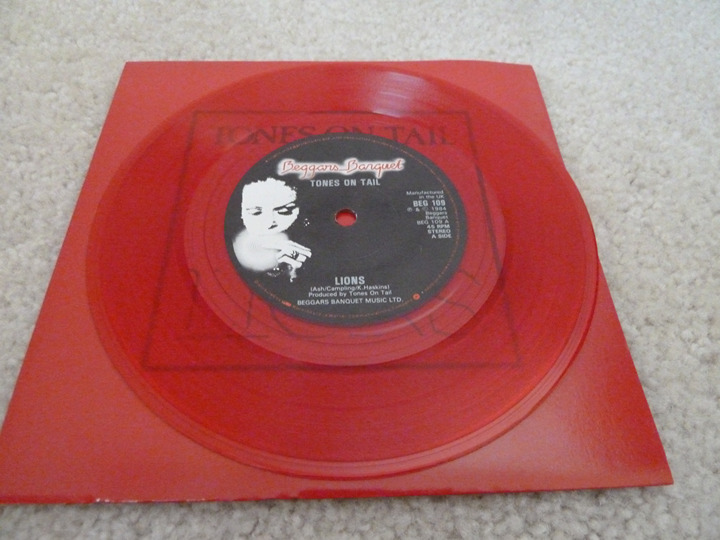 TONES ON TAIL
Beggars Banquet
TONES ON TAIL
Manufactured
in the UK
BEG 109
℗ & © 1984
Beggars
Banquet
BEG 109 A
45 RPM
STEREO
A SIDE
LIONS
(Ash/Campling/K.Haskins)
Produced by Tones On Tail
BEGGARS BANQUET MUSIC LTD.